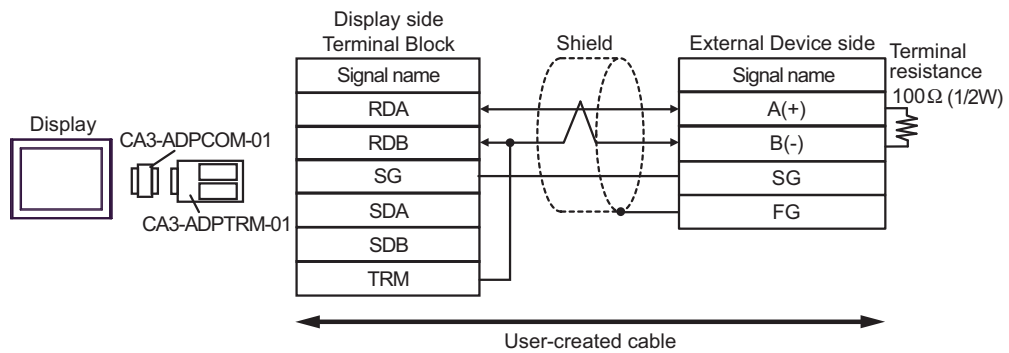 Display
CA3-ADPCOM-01
CA3-ADPTRM-01
Display side
Terminal Block
Signal name
RDA
RDB
SG
SDA
SDB
TRM
Shield
External Device side
Signal name
A(+)
B(-)
SG
FG
Terminal
resistance
100Ω (1/2W)
User-created cable